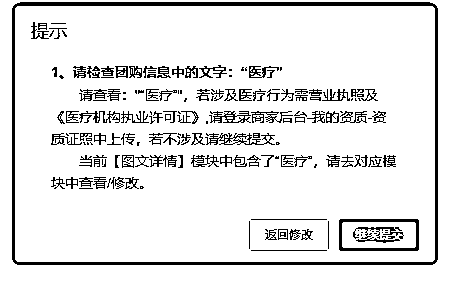 提示
1、请检查团购信息中的文字：“医疗”
请查看：““医疗””，若涉及医疗行为需营业执照及
《医疗机构执业许可证》,请登录商家后台-我的资质-资
质证照中上传，若不涉及请继续提交。
当前【图文详情】模块中包含了“医疗”，请去对应模
块中查看/修改。
返回修改
继续提交